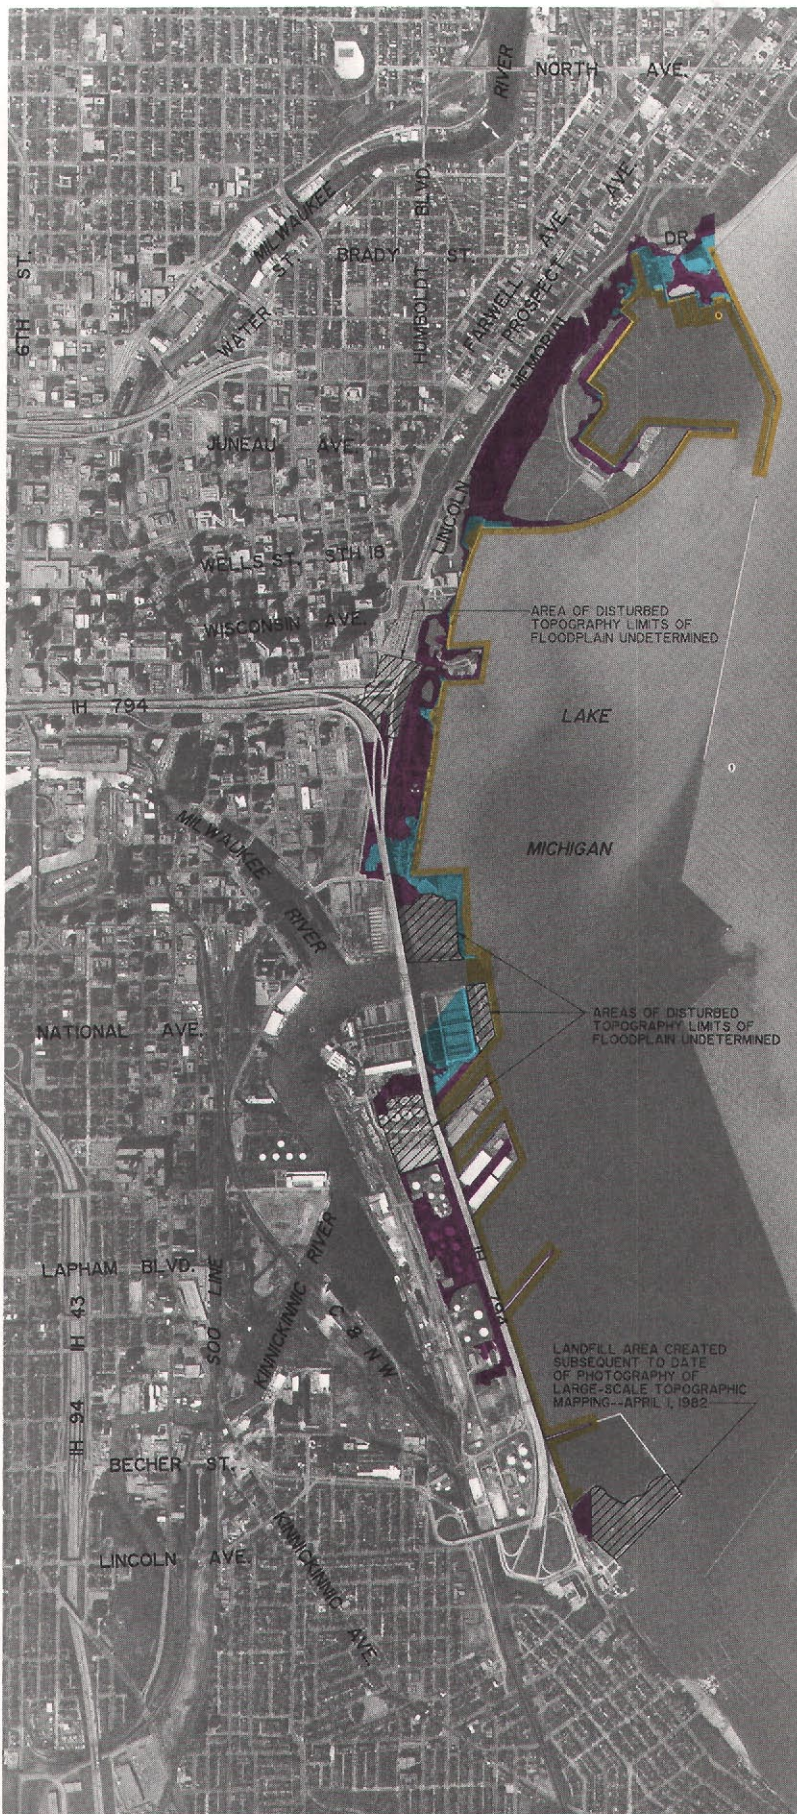 NORTH AVE.
RIVER
MILWAUKEE
HUMBOLDT BLVD.
BRADY ST.
FARWELL AVE.
PROSPECT AVE.
DR.
6TH ST.
WATER ST.
LINCOLN MEMORIAL
JUNEAU AVE.
WELLS ST. STH 18
WISCONSIN AVE.
AREA OF DISTURBED
TOPOGRAPHY LIMITS OF
FLOODPLAIN UNDETERMINED
IH 794
LAKE
MICHIGAN
MILWAUKEE RIVER
NATIONAL AVE.
AREAS OF DISTURBED
TOPOGRAPHY LIMITS OF
FLOODPLAIN UNDETERMINED
LAPHAM BLVD.
SOO LINE
KINNICKINNIC RIVER
C & NW
IH 794
IH 94 IH 43
LANDFILL AREA CREATED
SUBSEQUENT TO DATE
OF PHOTOGRAPHY OF
LARGE-SCALE TOPOGRAPHIC
MAPPING--APRIL 1, 1982
BECHER ST.
LINCOLN AVE.
KINNICKINNIC AVE.